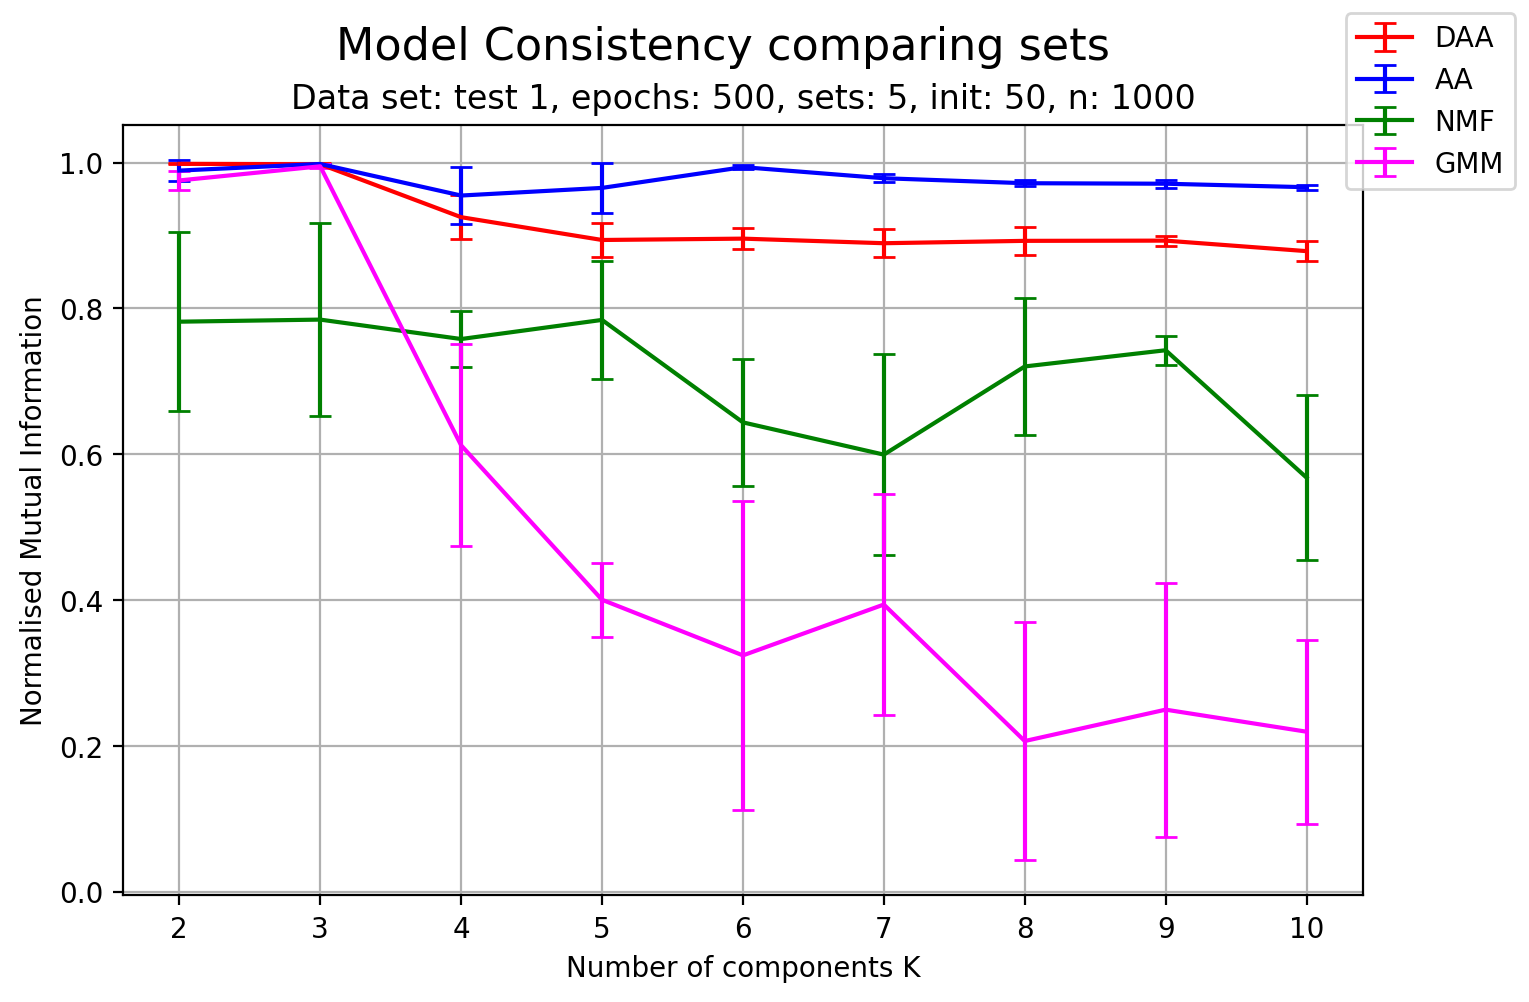 Model Consistency comparing sets
Data set: test 1, epochs: 500, sets: 5, init: 50, n: 1000
DAA
AA
NMF
GMM
Normalised Mutual Information
1.0
0.8
0.6
0.4
0.2
0.0
2 3 4 5 6 7 8 9 10
Number of components K